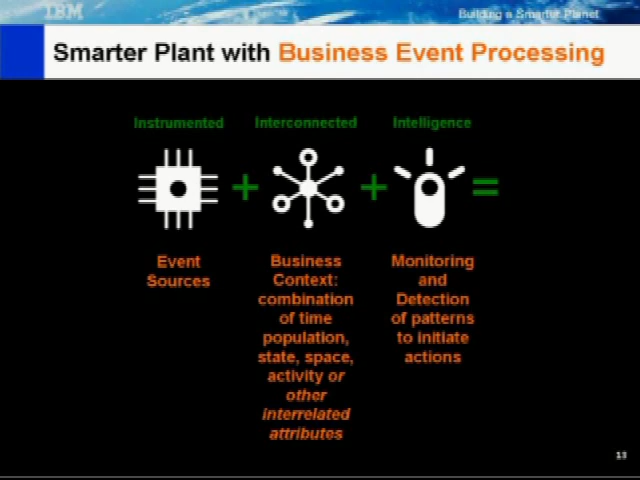 IBM
Building a Smarter Planet
Smarter Plant with Business Event Processing
Instrumented
Interconnected
Intelligence
+
+
=
Event
Sources
Business
Context:
combination
of time
population,
state, space,
activity or
other
interrelated
attributes
Monitoring
and
Detection
of patterns
to initiate
actions
13